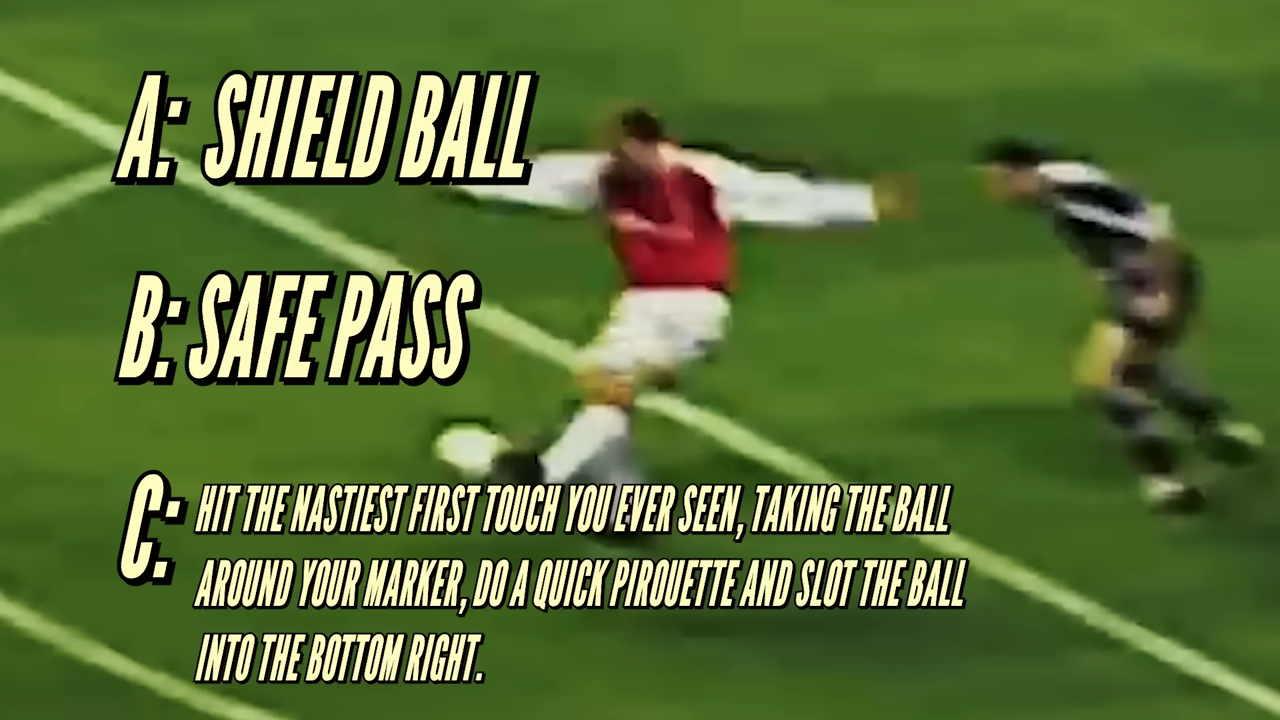 A: SHIELD BALL
B: SAFE PASS
C: HIT THE NASTIEST FIRST TOUCH YOU EVER SEEN, TAKING THE BALL
AROUND YOUR MARKER, DO A QUICK PIROUETTE AND SLOT THE BALL
INTO THE BOTTOM RIGHT.